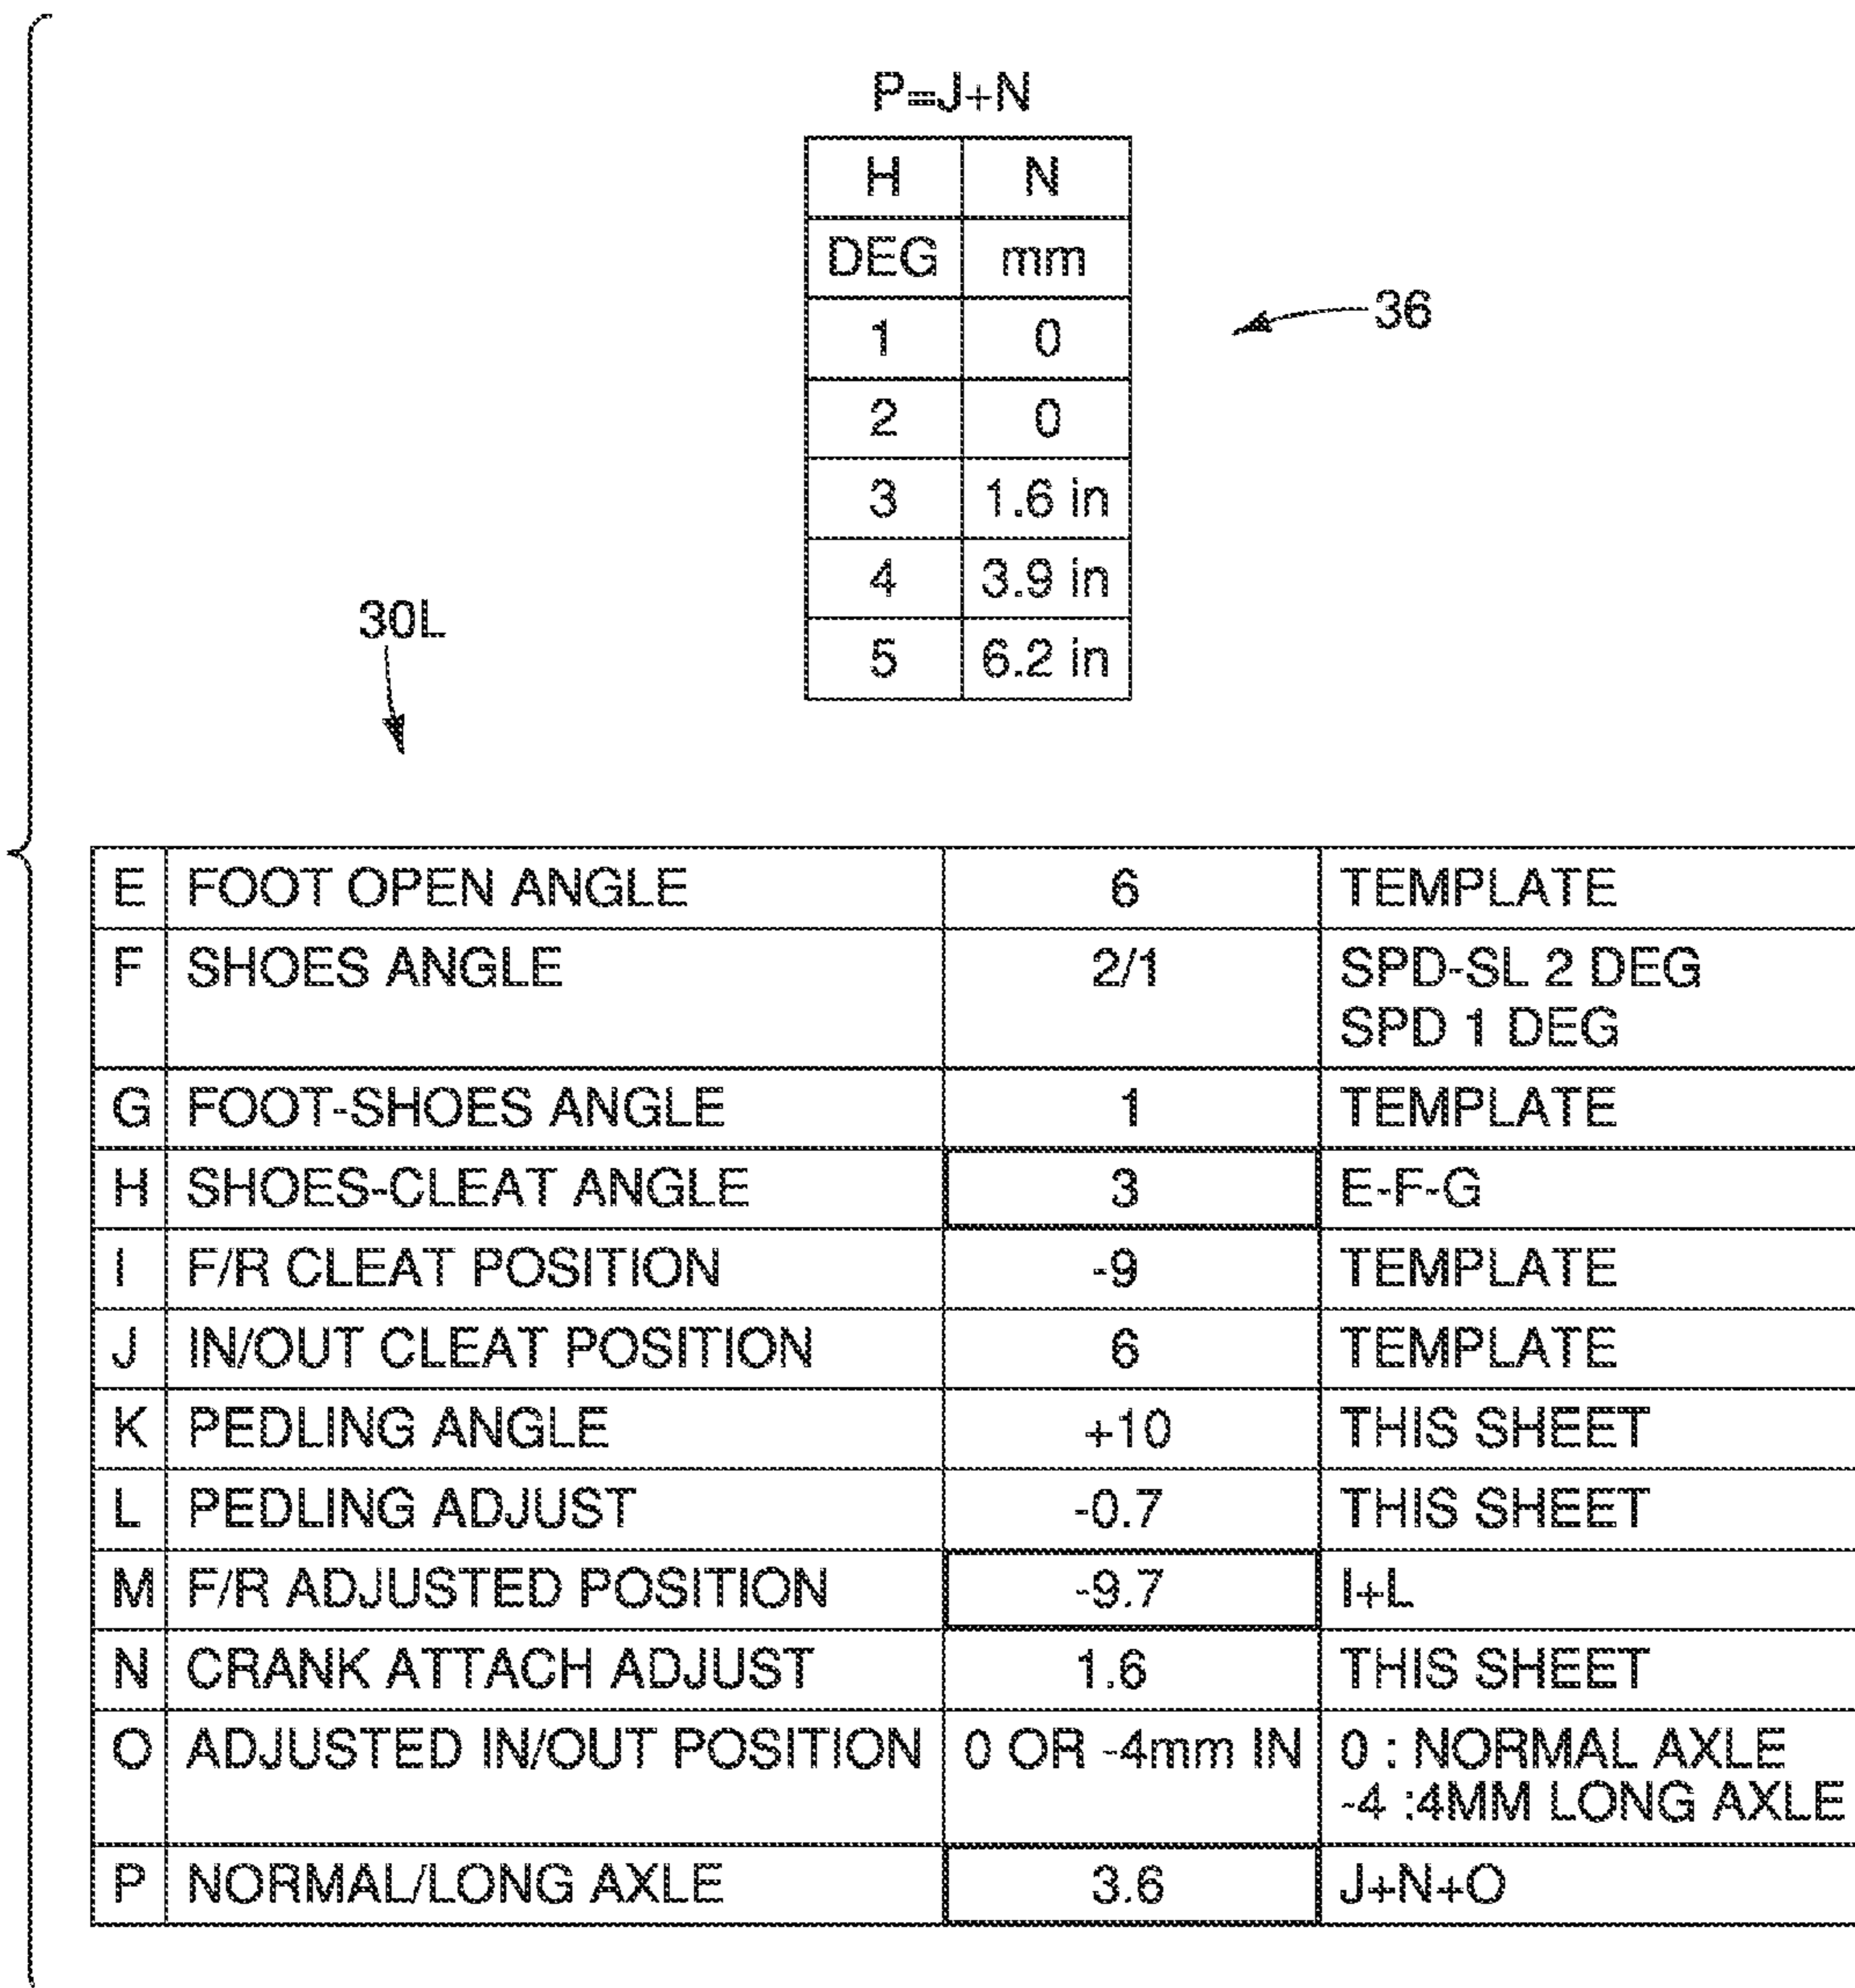 P=J+N
H N
DEG mm
1 0
2 0
3 1.6 in
4 3.9 in
5 6.2 in
36
30L
E FOOT OPEN ANGLE 6 TEMPLATE
F SHOES ANGLE 2/1 SPD-SL 2 DEG
SPD 1 DEG
G FOOT-SHOES ANGLE 1 TEMPLATE
H SHOES-CLEAT ANGLE 3 E-F-G
I F/R CLEAT POSITION -9 TEMPLATE
J IN/OUT CLEAT POSITION 6 TEMPLATE
K PEDLING ANGLE +10 THIS SHEET
L PEDLING ADJUST -0.7 THIS SHEET
M F/R ADJUSTED POSITION -9.7 I+L
N CRANK ATTACH ADJUST 1.6 THIS SHEET
O ADJUSTED IN/OUT POSITION 0 OR -4mm IN 0 : NORMAL AXLE
-4 :4MM LONG AXLE
P NORMAL/LONG AXLE 3.6 J+N+O